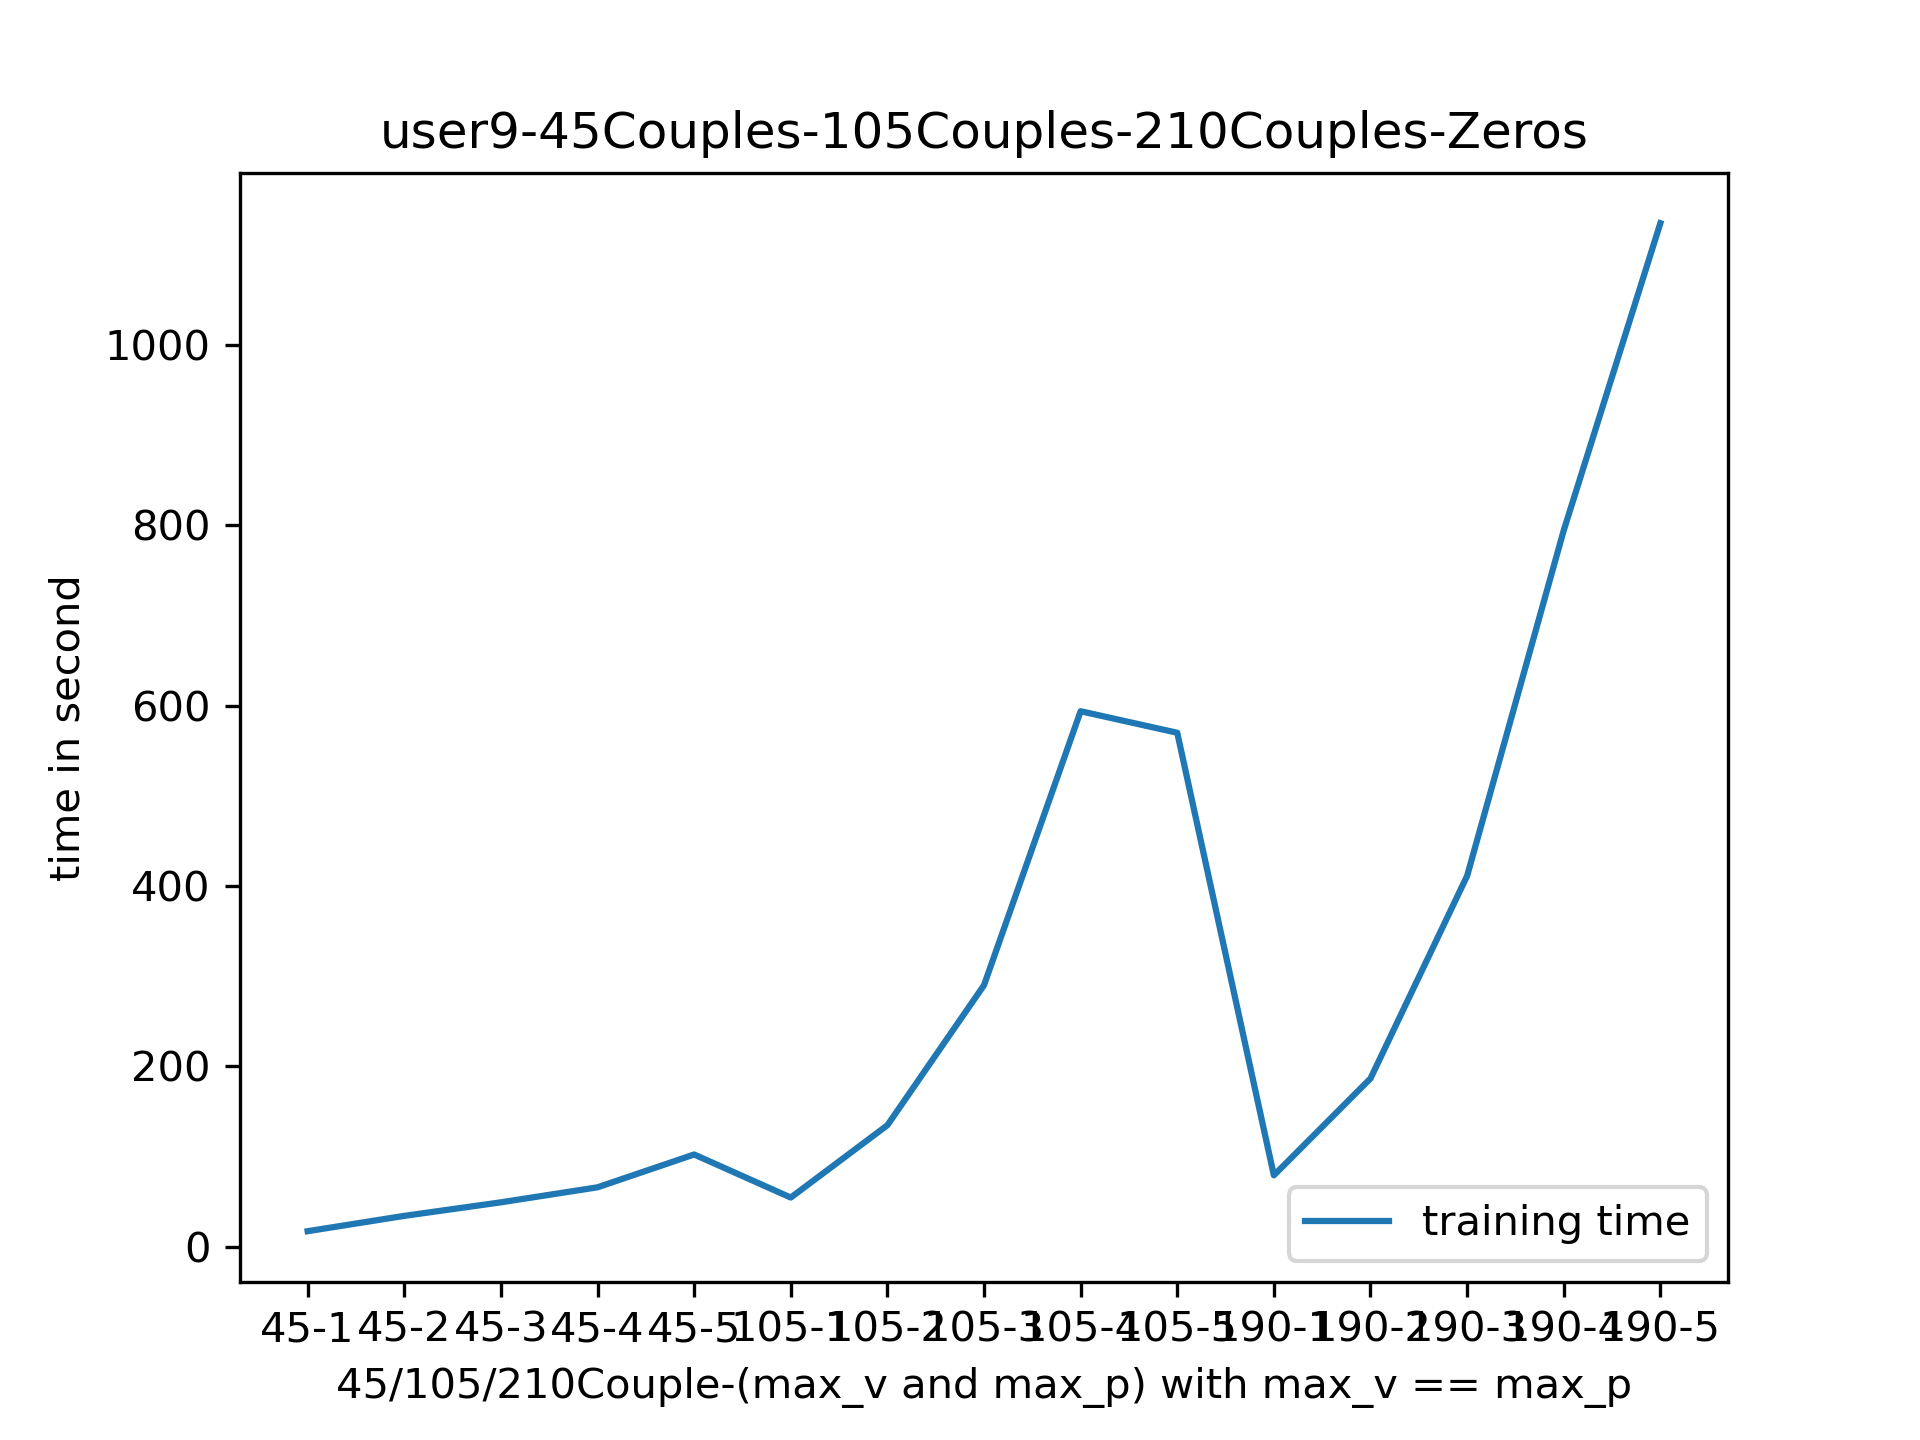 user9-45Couples-105Couples-210Couples-Zeros
1000
800
600
400
200
0
time in second
training time
45-1 45-2 45-3 45-4 45-5 105-1 105-2 105-3 105-4 105-5 190-1 190-2 190-3 190-4 190-5
45/105/210Couple-(max_v and max_p) with max_v == max_p